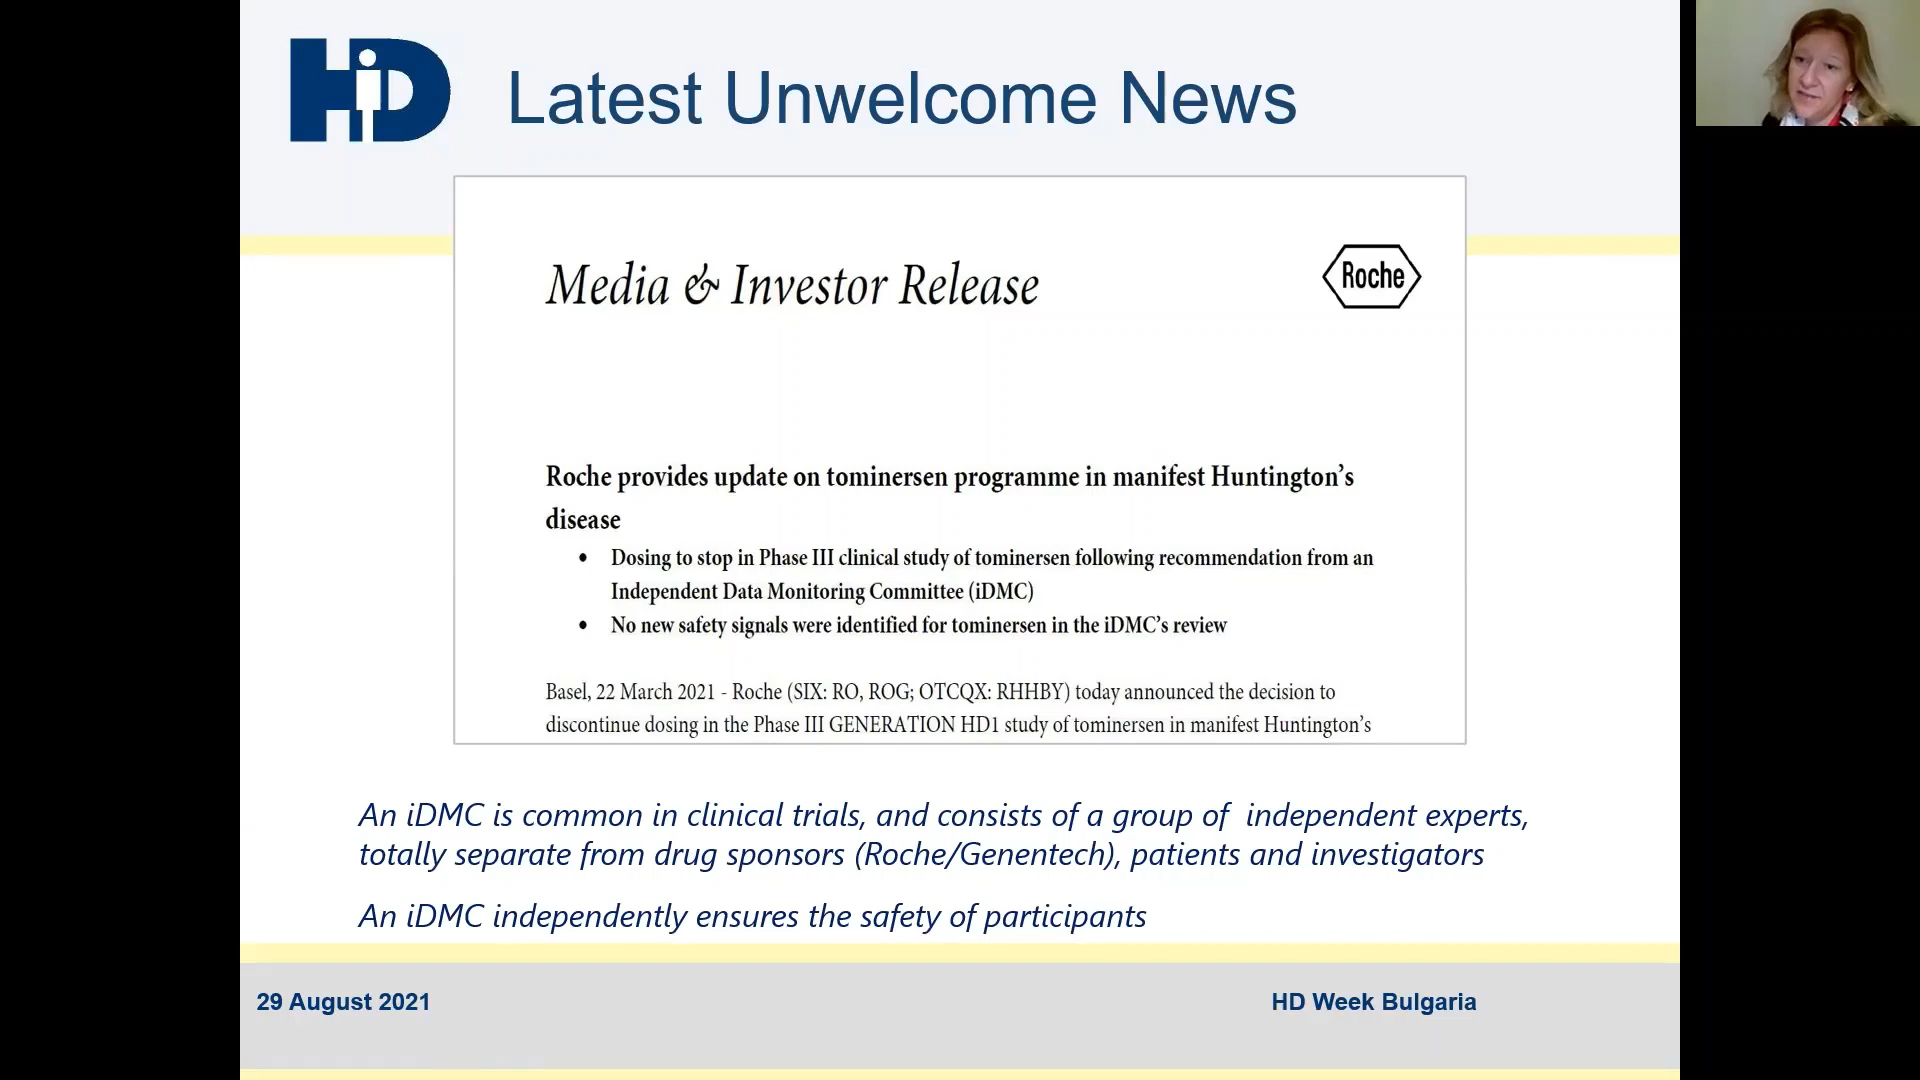 HD
Latest Unwelcome News
Media & Investor Release
Roche
Roche provides update on tominersen programme in manifest Huntington’s
disease
• Dosing to stop in Phase III clinical study of tominersen following recommendation from an
Independent Data Monitoring Committee (iDMC)
• No new safety signals were identified for tominersen in the iDMC’s review
Basel, 22 March 2021 - Roche (SIX: RO, ROG; OTCQX: RHHBY) today announced the decision to
discontinue dosing in the Phase III GENERATION HD1 study of tominersen in manifest Huntington’s
An iDMC is common in clinical trials, and consists of a group of independent experts,
totally separate from drug sponsors (Roche/Genentech), patients and investigators
An iDMC independently ensures the safety of participants
29 August 2021
HD Week Bulgaria